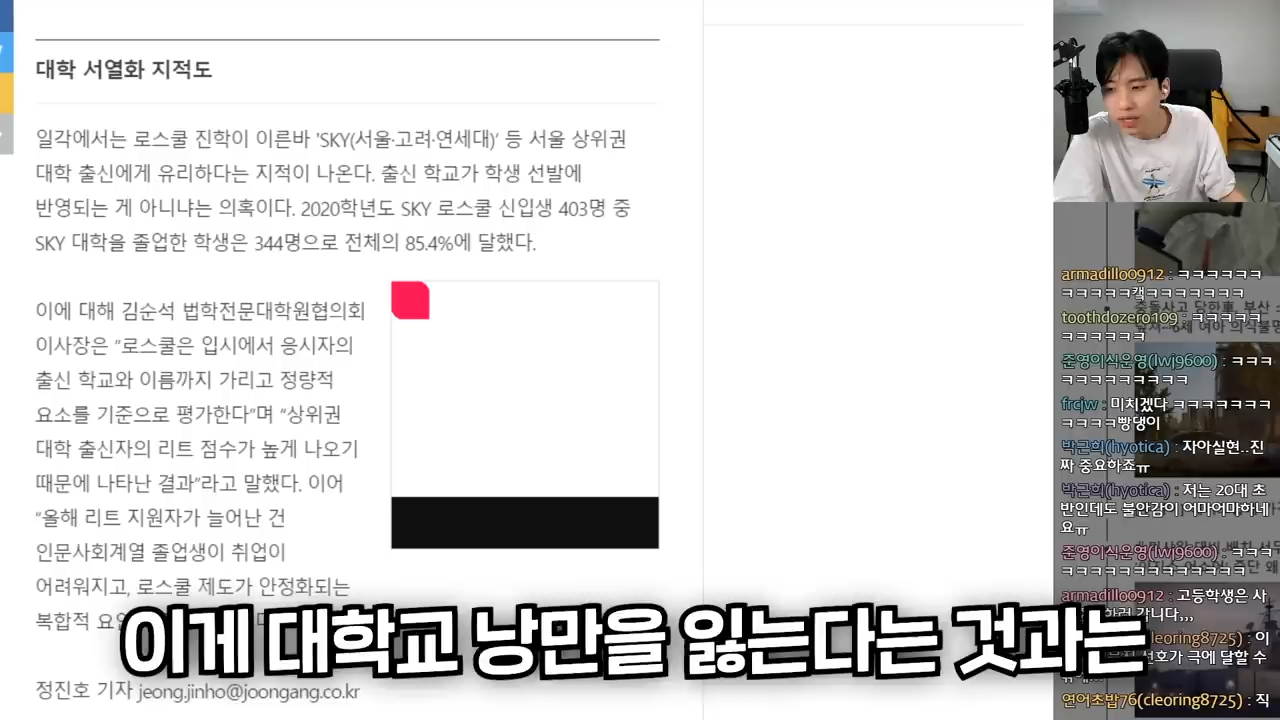 대학 서열화 지적도
일각에서는 로스쿨 진학이 이른바 'SKY(서울·고려·연세대)' 등 서울 상위권
대학 출신에게 유리하다는 지적이 나온다. 출신 학교가 학생 선발에
반영되는 게 아니냐는 의혹이다. 2020학년도 SKY 로스쿨 신입생 403명 중
SKY 대학을 졸업한 학생은 344명으로 전체의 85.4%에 달했다.
이에 대해 김순석 법학전문대학원협의회
이사장은 "로스쿨은 입시에서 응시자의
출신 학교와 이름까지 가리고 정량적
요소를 기준으로 평가한다"며 "상위권
대학 출신자의 리트 점수가 높게 나오기
때문에 나타난 결과"라고 말했다. 이어
"올해 리트 지원자가 늘어난 건
인문사회계열 졸업생이 취업이
어려워지고, 로스쿨 제도가 안정화되는
복합적
정진호 기자 jeong.jinho@joongang.co.kr
이게 대학교 낭만을 잃는다는 것과는
armadillo0912 : ㅋㅋㅋㅋㅋㅋ
ㅋㅋㅋㅋㅋ캨ㅋㅋㅋㅋㅋㅋㅋ
toothdozero109 : ㅋㅋㅋㅋㅋ
ㅋㅋㅋㅋㅋㅋ
준영이식운영(lwj9600) : ㅋㅋㅋ
ㅋㅋㅋㅋㅋㅋㅋㅋㅋ
frcjw : 미치겠다 ㅋㅋㅋㅋㅋㅋㅋ
ㅋㅋㅋㅋ빵댕이
박근희(hyotica) : 자아실현..진
짜 중요하죠ㅠ
박근희(hyotica) : 저는 20대 초
반인데도 불안감이 어마어마하네
요ㅠ
준영이식운영(lwj9600) : ㅋㅋㅋ
ㅋㅋㅋㅋㅋㅋㅋㅋㅋㅋㅋㅋㅋ
armadillo0912 : 고등학생은 사
갑니다,,,
(cleoring8725) : 이
선호가 극에 달할 수
연어초밥76(cleoring8725) : 직